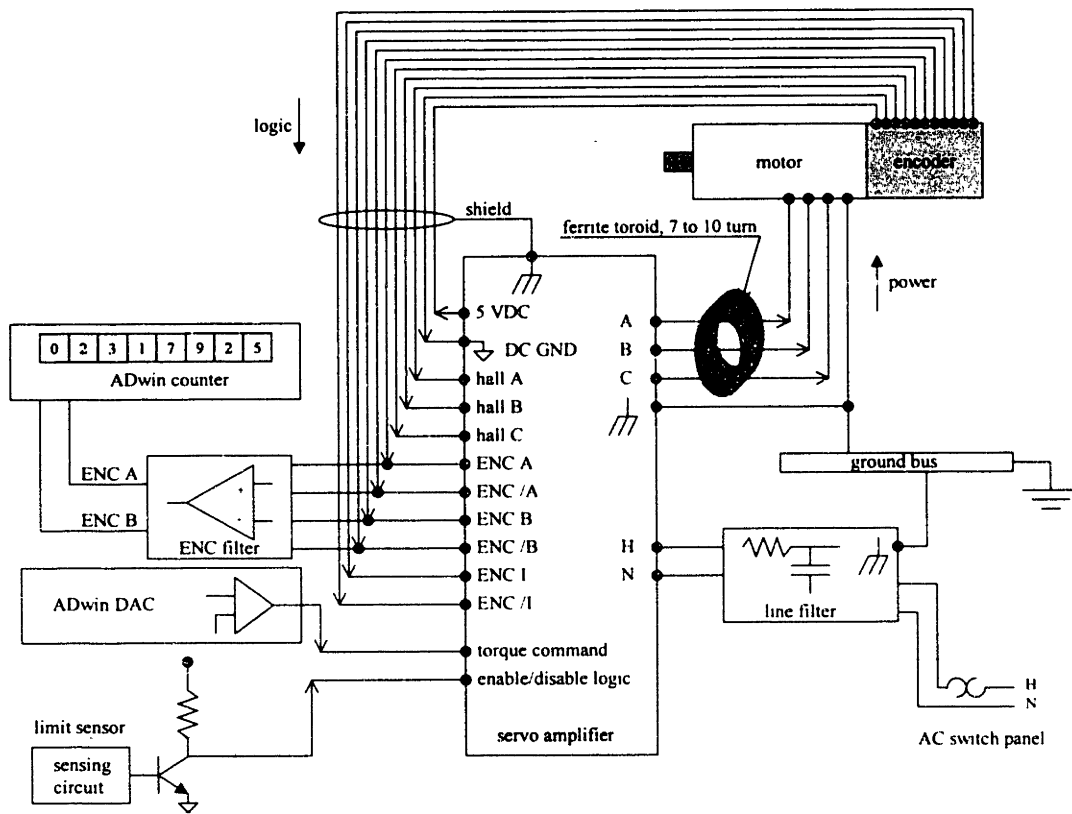 logic
motor
encoder
shield
ferrite toroid, 7 to 10 turn
power
5 VDC
DC GND
hall A
hall B
hall C
ENC A
ENC /A
ENC B
ENC /B
ENC I
ENC /I
torque command
enable/disable logic
servo amplifier
A
B
C
H
N
0 2 3 1 7 9 2 5
ADwin counter
ENC A
ENC B
+
-
ENC filter
ADwin DAC
limit sensor
sensing
circuit
ground bus
line filter
H
N
AC switch panel